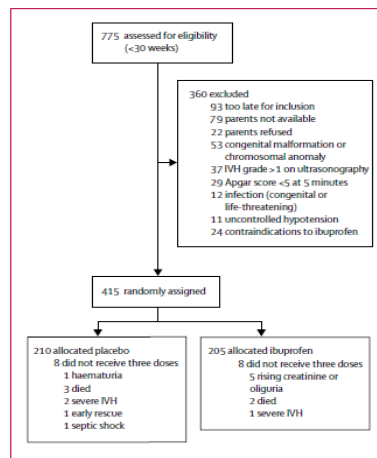 775 assessed for eligibility
(<30 weeks)
360 excluded
93 too late for inclusion
79 parents not available
22 parents refused
53 congenital malformation or
chromosomal anomaly
37 IVH grade >1 on ultrasonography
29 Apgar score <5 at 5 minutes
12 infection (congenital or
life-threatening)
11 uncontrolled hypotension
24 contraindications to ibuprofen
415 randomly assigned
210 allocated placebo
8 did not receive three doses
1 haematuria
3 died
2 severe IVH
1 early rescue
1 septic shock
205 allocated ibuprofen
8 did not receive three doses
5 rising creatinine or
oliguria
2 died
1 severe IVH